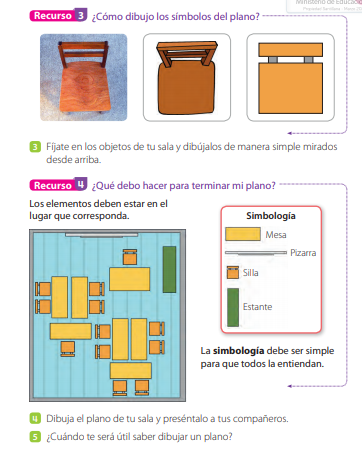 Ministerio de Educac
Recurso 3 ¿Cómo dibujo los símbolos del plano?
3 Fíjate en los objetos de tu sala y dibújalos de manera simple mirados
desde arriba.
Recurso 4 ¿Qué debo hacer para terminar mi plano?
Los elementos deben estar en el
lugar que corresponda.
Simbología
Mesa
Pizarra
Silla
Estante
La simbología debe ser simple
para que todos la entiendan.
4 Dibuja el plano de tu sala y preséntalo a tus compañeros.
5 ¿Cuándo te será útil saber dibujar un plano?